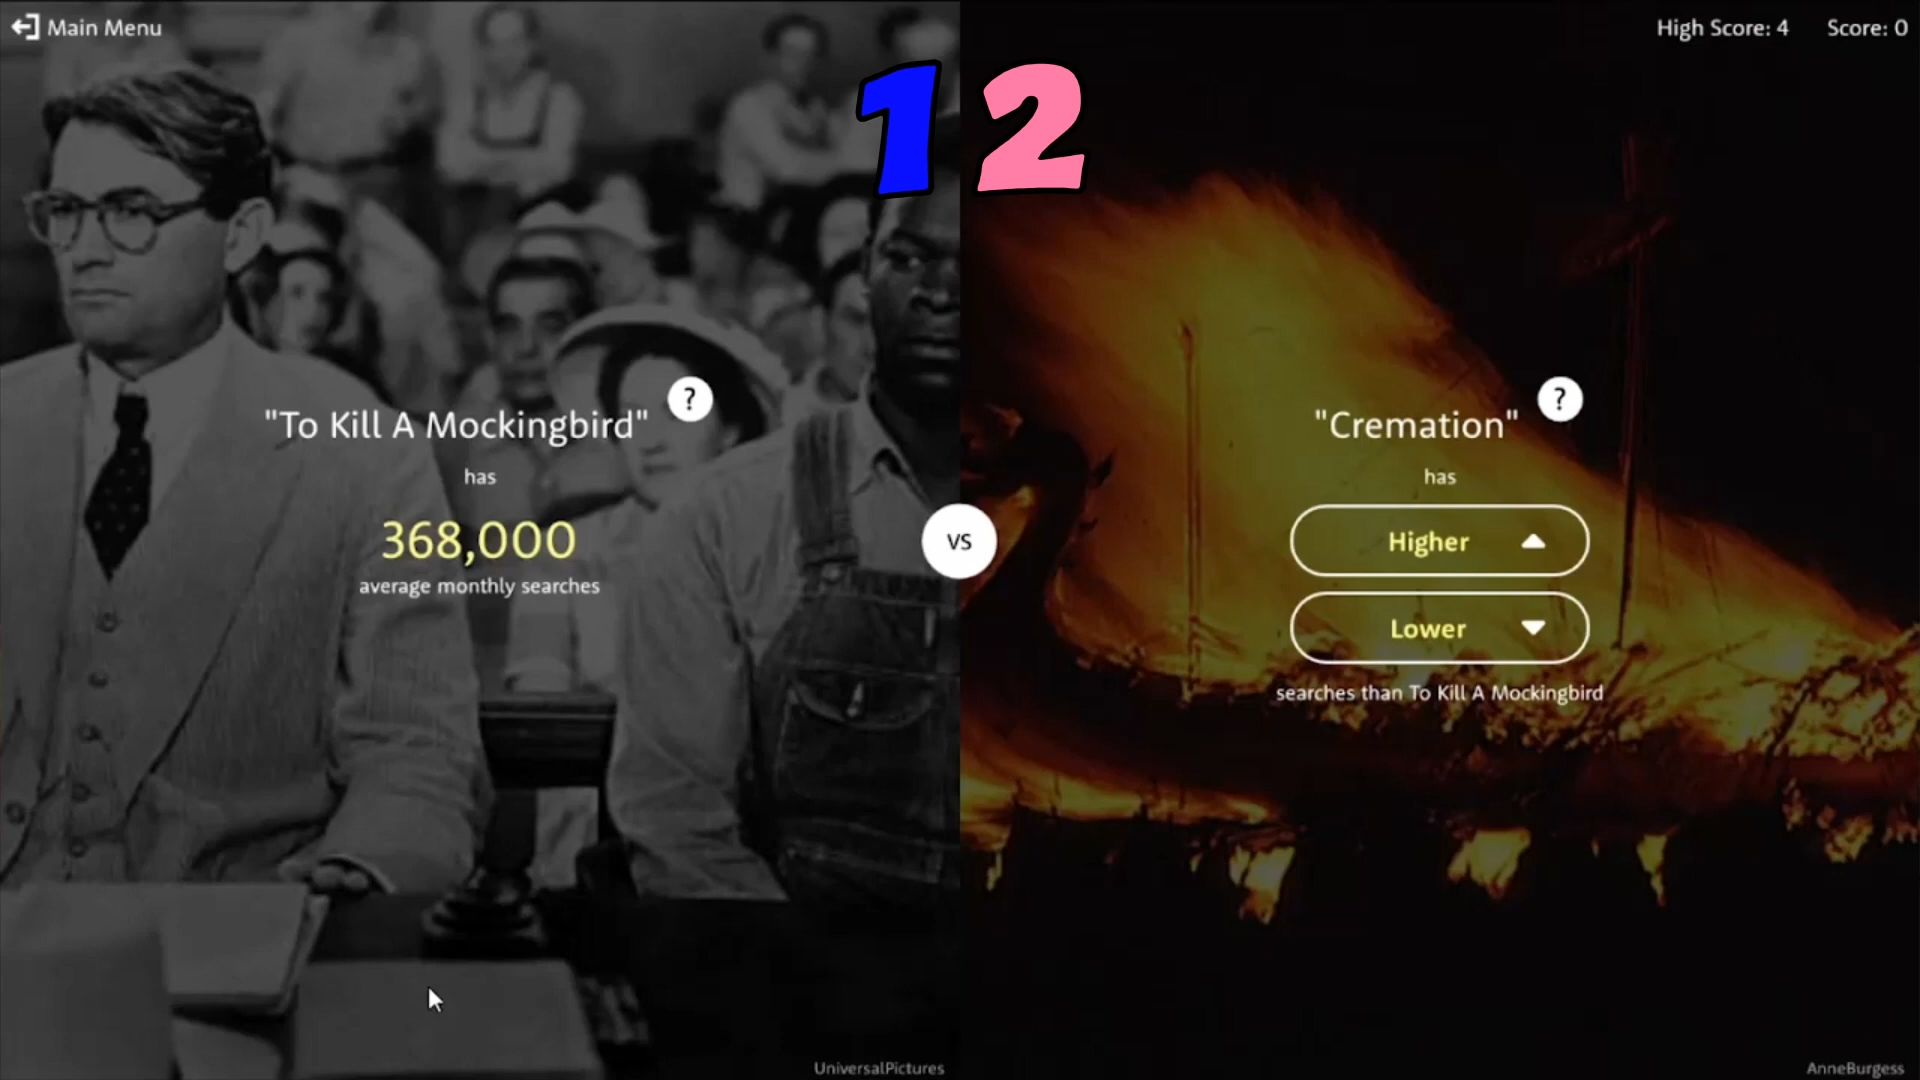 Main Menu
High Score: 4
Score: 0
1 2
"To Kill A Mockingbird"
?
has
368,000
average monthly searches
VS
"Cremation"
?
has
Higher
Lower
searches than To Kill A Mockingbird
UniversalPictures
AnneBurgess